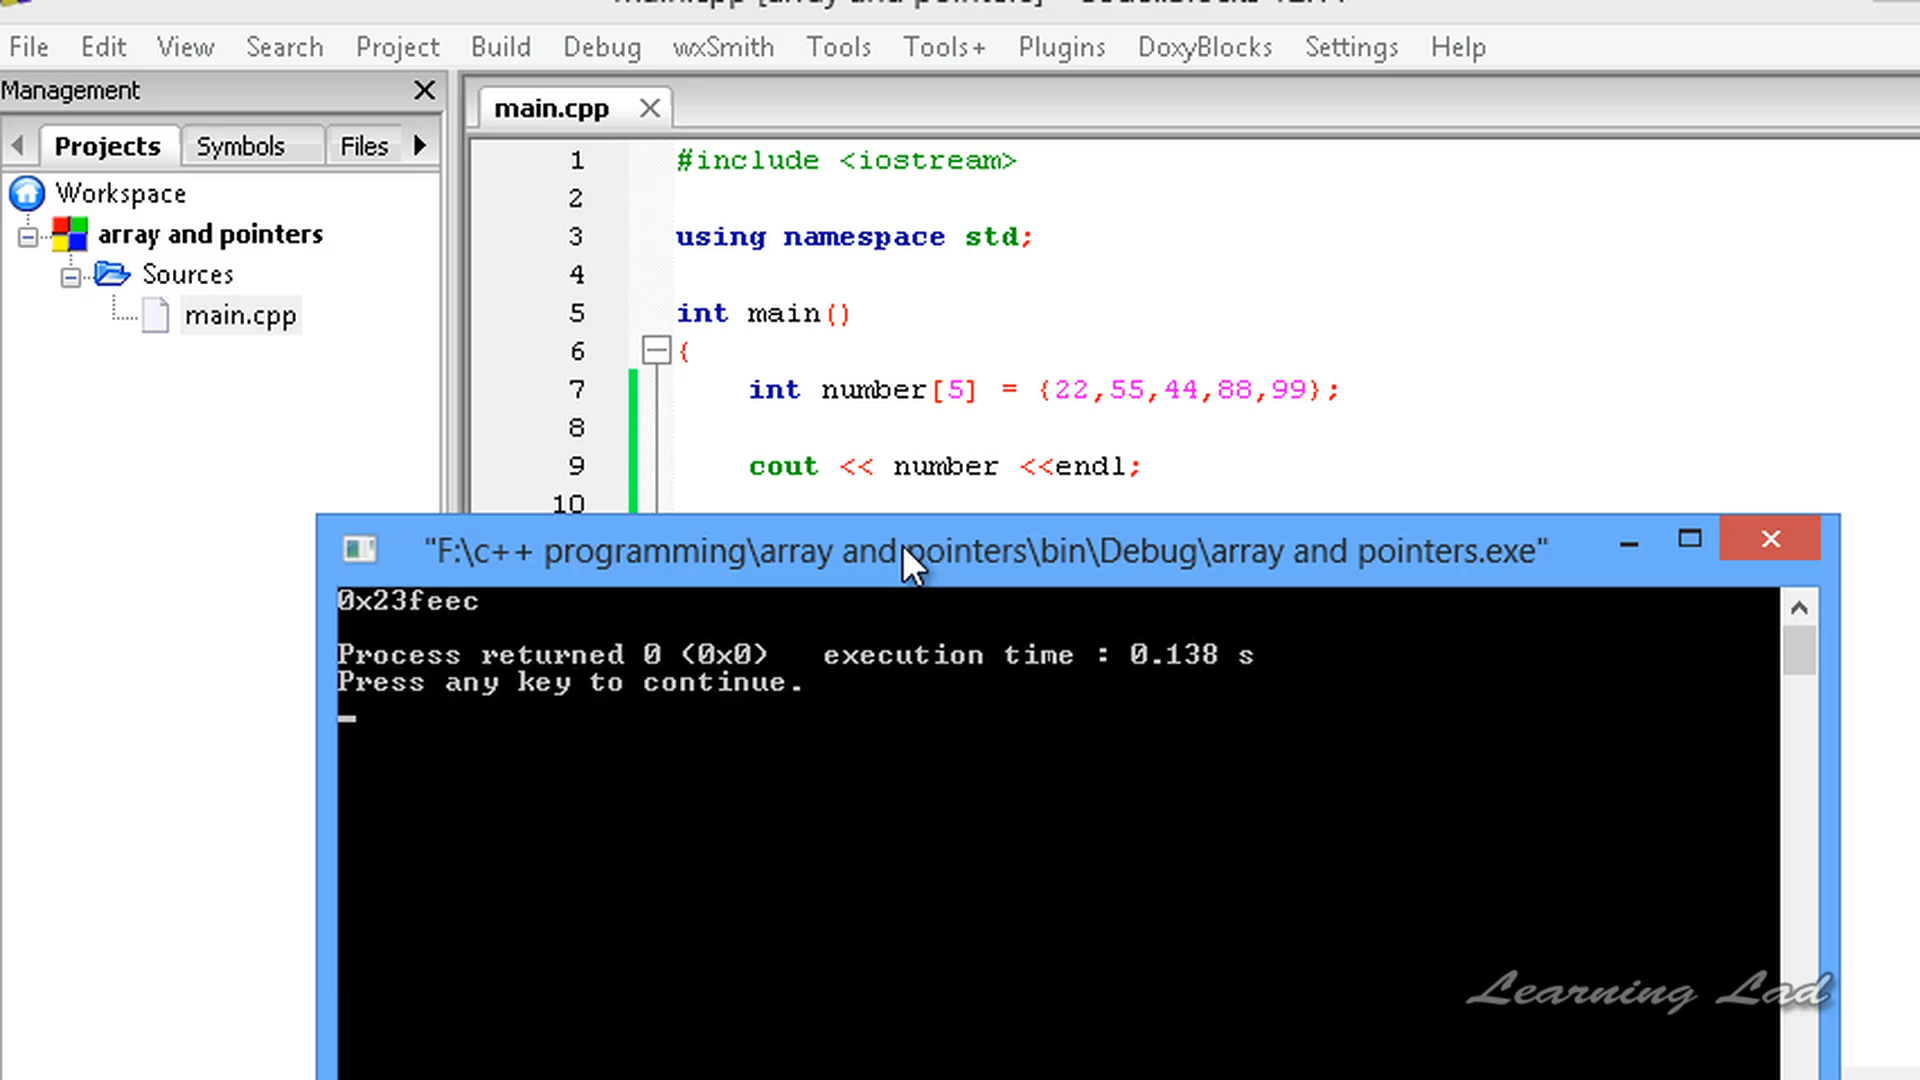 File Edit View Search Project Build Debug wxSmith Tools Tools+ Plugins DoxyBlocks Settings Help
Management
main.cpp
Projects Symbols Files
Workspace
array and pointers
Sources
main.cpp
1 #include <iostream>
2
3 using namespace std;
4
5 int main()
6 {
7 int number[5] = {22,55,44,88,99};
8
9 cout << number <<endl;
10
"F:\c++ programming\array and pointers\bin\Debug\array and pointers.exe"
0x23feec
Process returned 0 (0x0)   execution time : 0.138 s
Press any key to continue.
Learning Lad